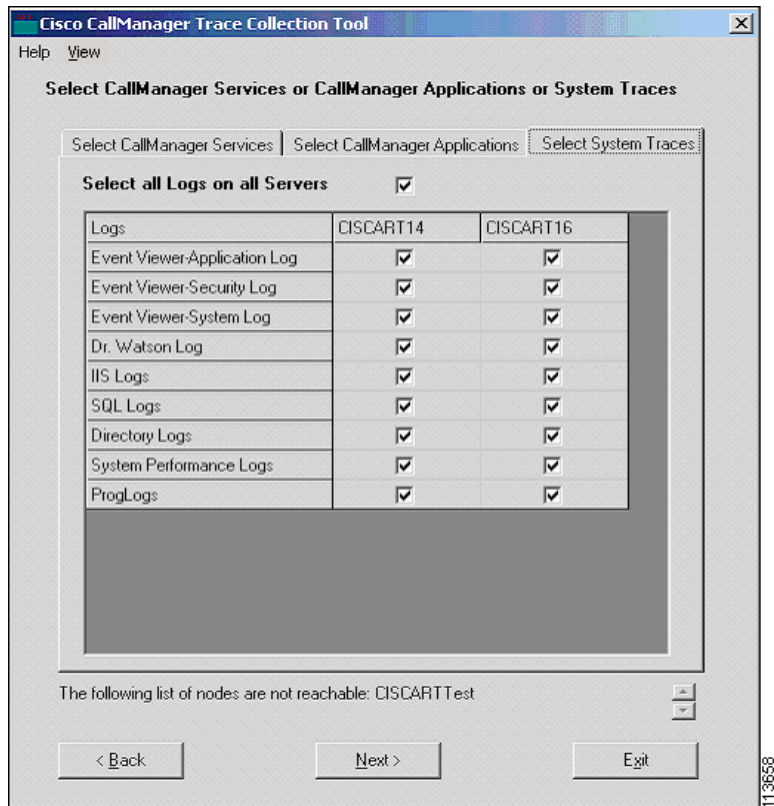 Cisco CallManager Trace Collection Tool
Help View
Select CallManager Services or CallManager Applications or System Traces
Select CallManager Services Select CallManager Applications Select System Traces
Select all Logs on all Servers
Logs CISCART14 CISCART16
Event Viewer-Application Log
Event Viewer-Security Log
Event Viewer-System Log
Dr. Watson Log
IIS Logs
SQL Logs
Directory Logs
System Performance Logs
ProgLogs
The following list of nodes are not reachable: CISCARTTest
< Back Next > Exit
113658